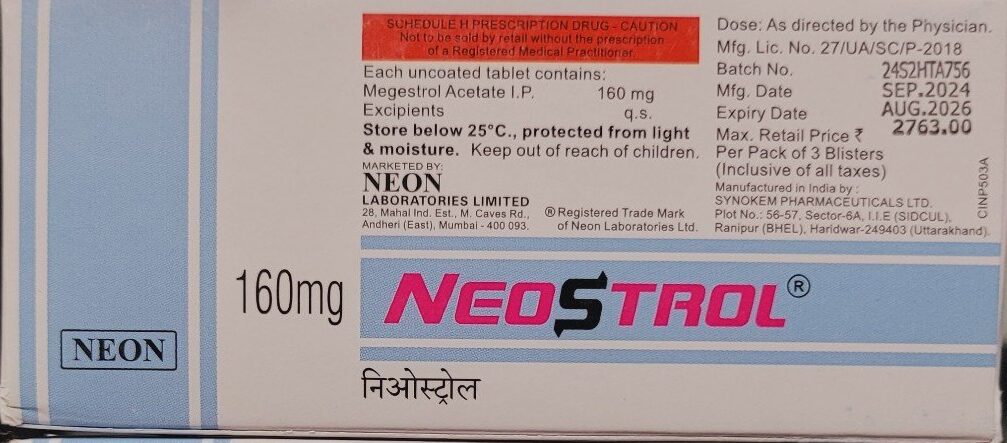 SCHEDULE H PRESCRIPTION DRUG - CAUTION
Not to be sold by retail without the prescription
of a Registered Medical Practitioner.
Each uncoated tablet contains:
Megestrol Acetate I.P. 160 mg
Excipients q.s.
Store below 25°C., protected from light
& moisture. Keep out of reach of children.
MARKETED BY:
NEON
LABORATORIES LIMITED
28, Mahal Ind. Est., M. Caves Rd.,
Andheri (East), Mumbai - 400 093.
® Registered Trade Mark
of Neon Laboratories Ltd.
Dose: As directed by the Physician.
Mfg. Lic. No. 27/UA/SC/P-2018
Batch No. 24S2HTA756
Mfg. Date SEP.2024
Expiry Date AUG.2026
Max. Retail Price ₹ 2763.00
Per Pack of 3 Blisters
(Inclusive of all taxes)
Manufactured in India by :
SYNOKEM PHARMACEUTICALS LTD.
Plot No.: 56-57, Sector-6A, I.I.E (SIDCUL),
Ranipur (BHEL), Haridwar-249403 (Uttarakhand).
CINP503A
160mg
NEOSTROL®
NEON
निओस्ट्रोल